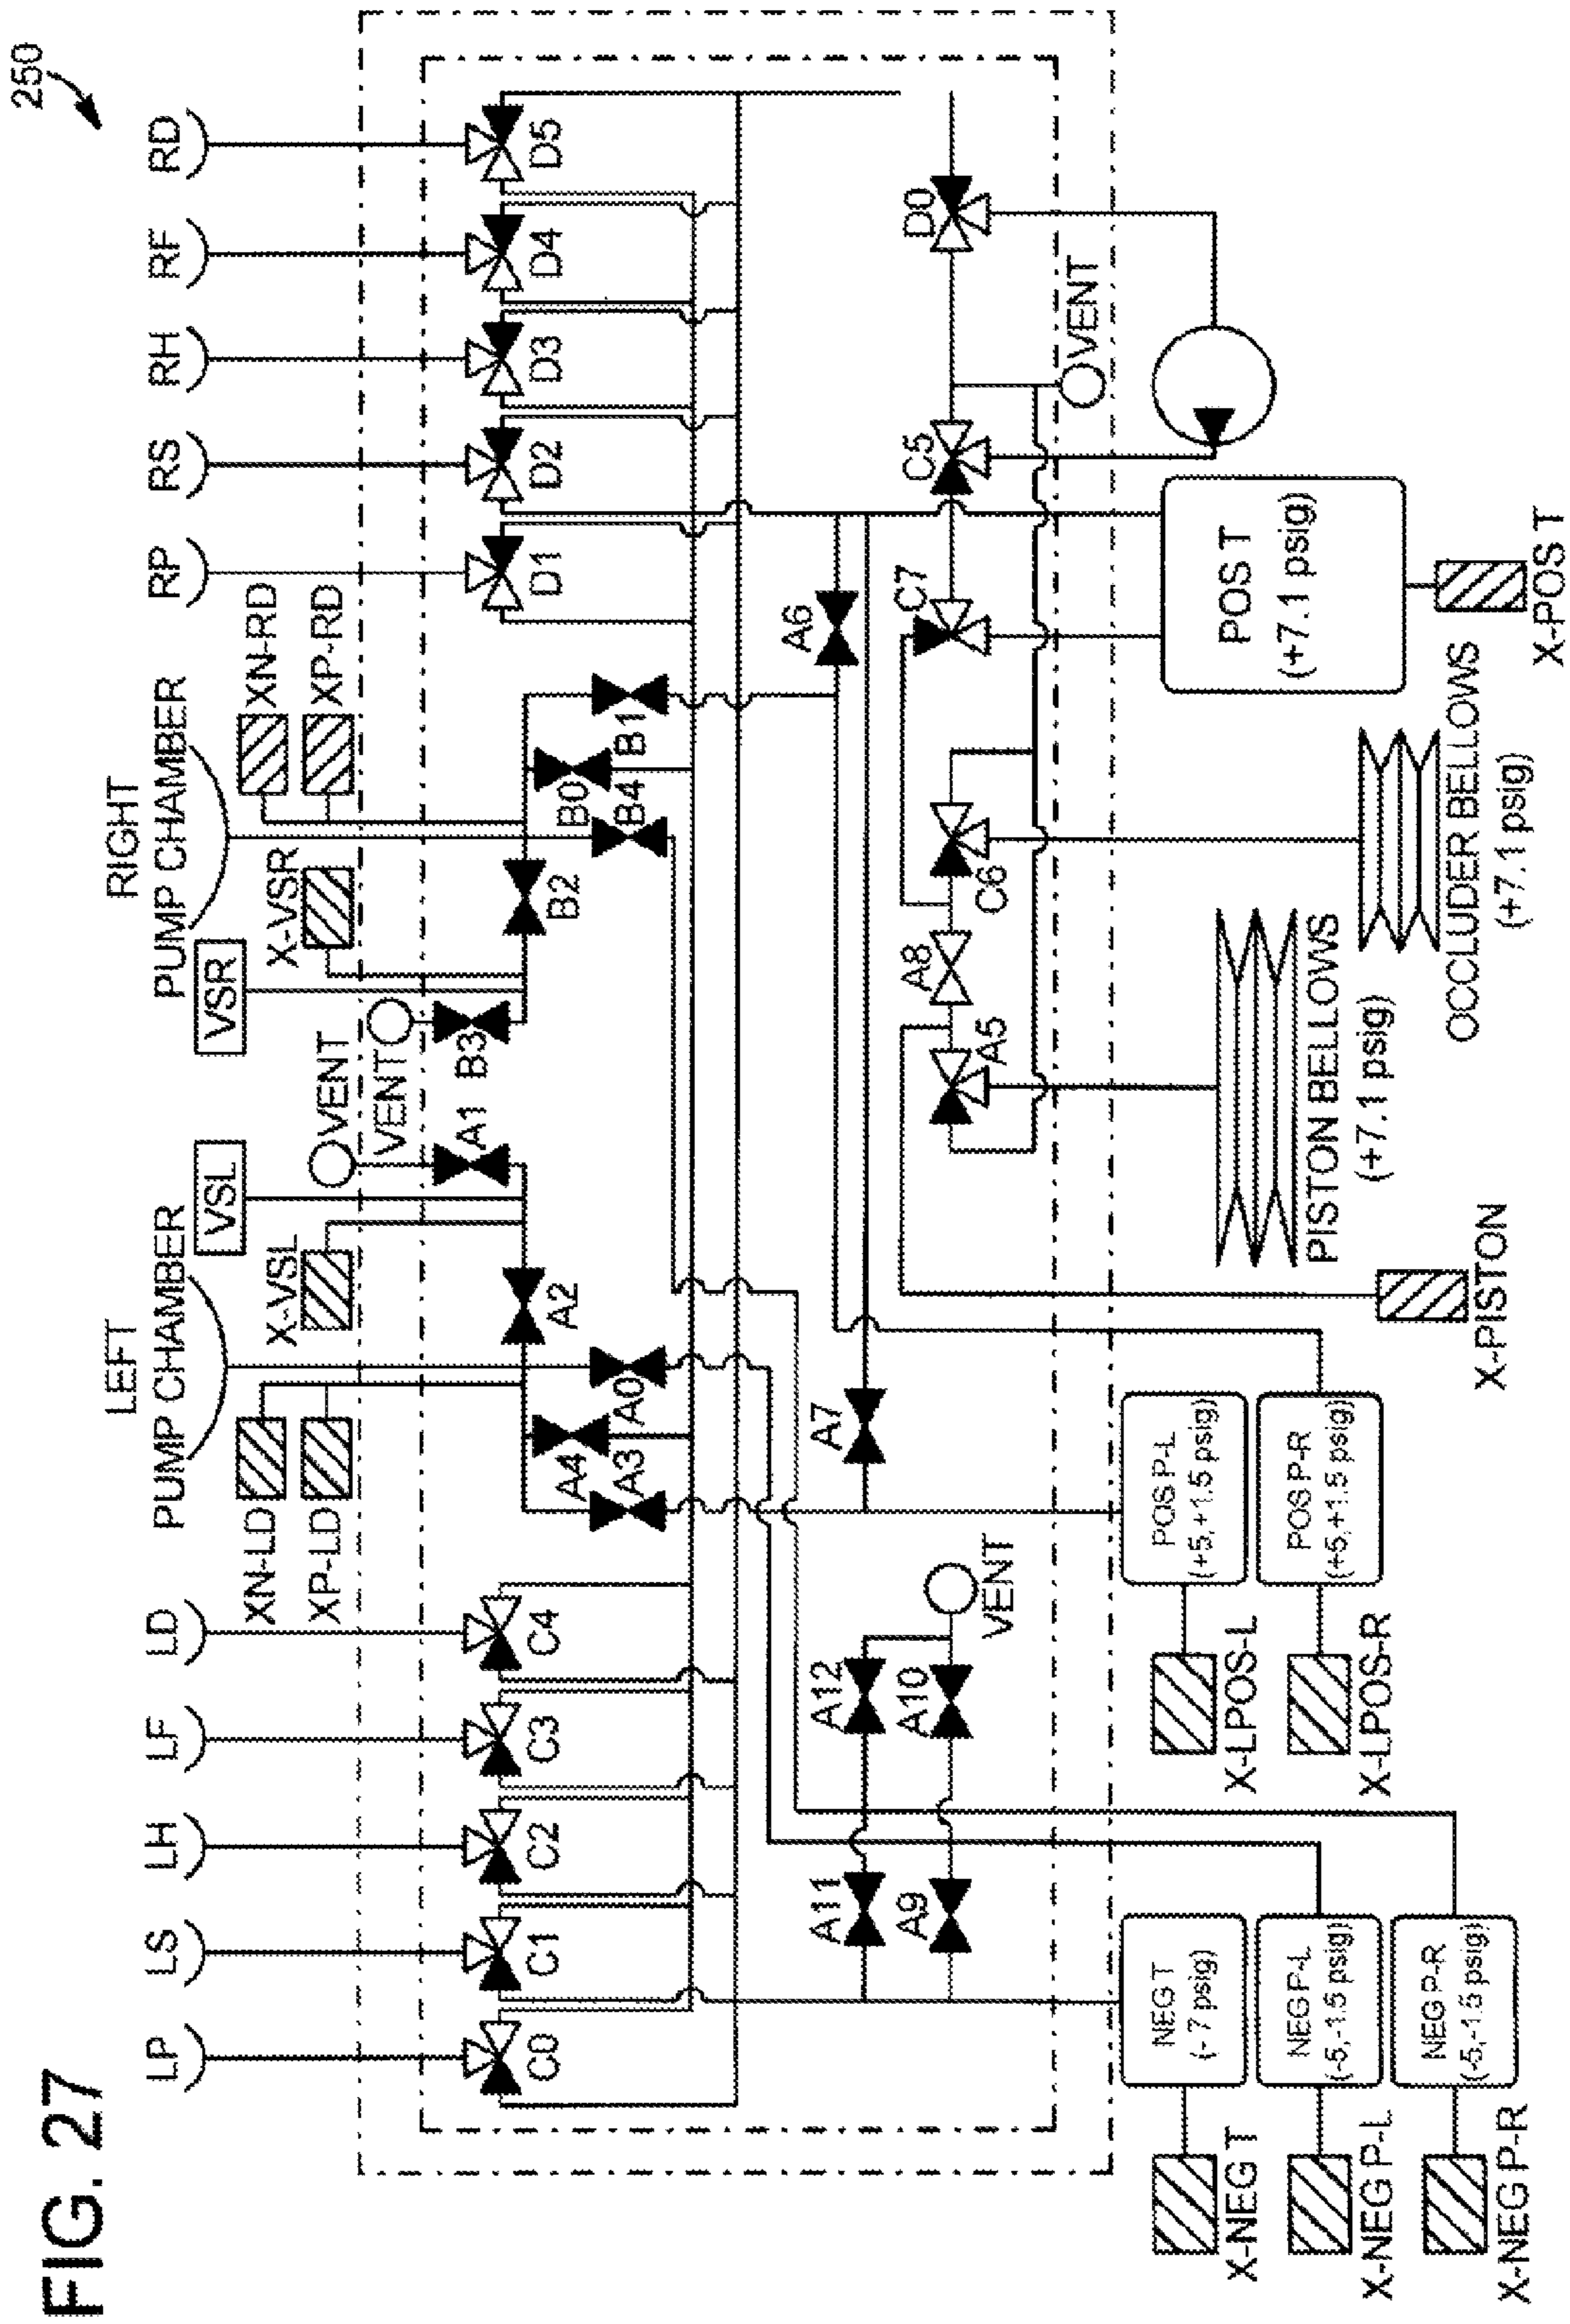 FIG. 27
250
LP
LS
LH
LF
LD
LEFT
PUMP CHAMBER
XN-LD
XP-LD
X-VSL
VSL
VENT
VENT
VSR
X-VSR
RIGHT
PUMP CHAMBER
XN-RD
XP-RD
RP
RS
RH
RF
RD
C0
C1
C2
C3
C4
A4
A3
A0
A2
A1
B3
B2
B0
B4
B1
D1
D2
D3
D4
D5
A11
A9
A12
A10
VENT
A7
A5
A8
C6
A6
C7
C5
D0
VENT
NEG T
(-7 psig)
NEG P-L
(-5,-1.5 psig)
NEG P-R
(-5,-1.5 psig)
X-NEG T
X-NEG P-L
X-NEG P-R
POS P-L
(+5,+1.5 psig)
POS P-R
(+5,+1.5 psig)
X-LPOS-L
X-LPOS-R
X-PISTON
PISTON BELLOWS
(+7.1 psig)
OCCLUDER BELLOWS
(+7.1 psig)
POS T
(+7.1 psig)
X-POS T